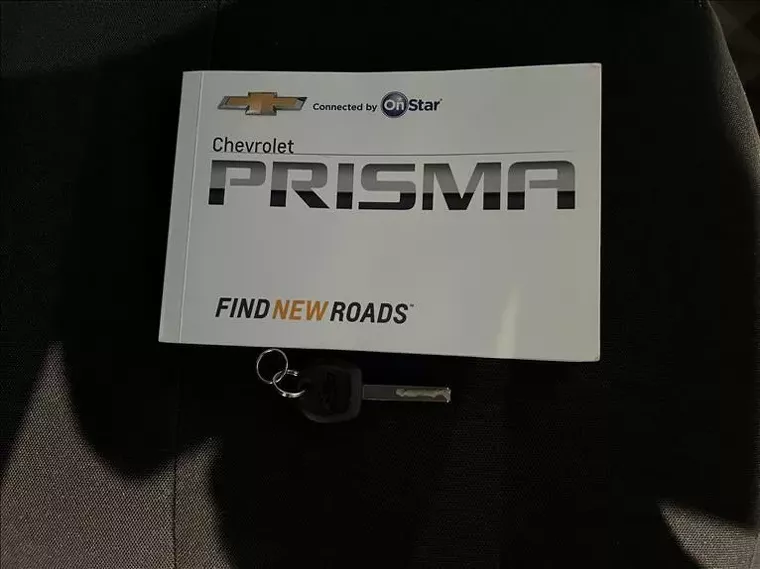 Connected by OnStar®
Chevrolet
PRISMA
FIND NEW ROADS™